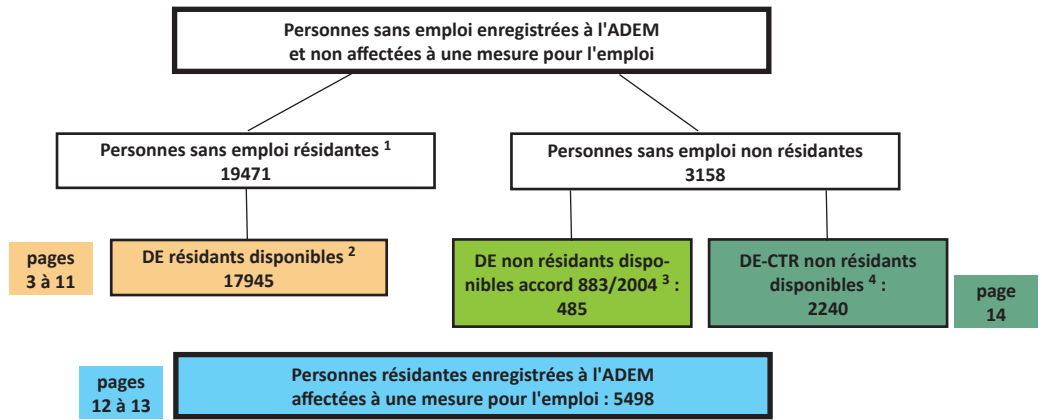 Personnes sans emploi enregistrées à l'ADEM
et non affectées à une mesure pour l'emploi
Personnes sans emploi résidantes ¹
19471
Personnes sans emploi non résidantes
3158
pages
3 à 11
DE résidants disponibles ²
17945
DE non résidants dispo-
nibles accord 883/2004 ³ :
485
DE-CTR non résidants
disponibles ⁴ :
2240
page
14
pages
12 à 13
Personnes résidantes enregistrées à l'ADEM
affectées à une mesure pour l'emploi : 5498